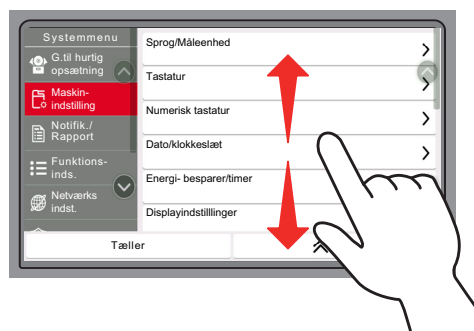 Systemmenu
G.til hurtig
opsætning
Maskin-
indstilling
Notifik./
Rapport
Funktions-
inds.
Netværks
indst.
Sprog/Måleenhed
Tastatur
Numerisk tastatur
Dato/klokkeslæt
Energi- besparer/timer
Displayindstilllinger
Tæller